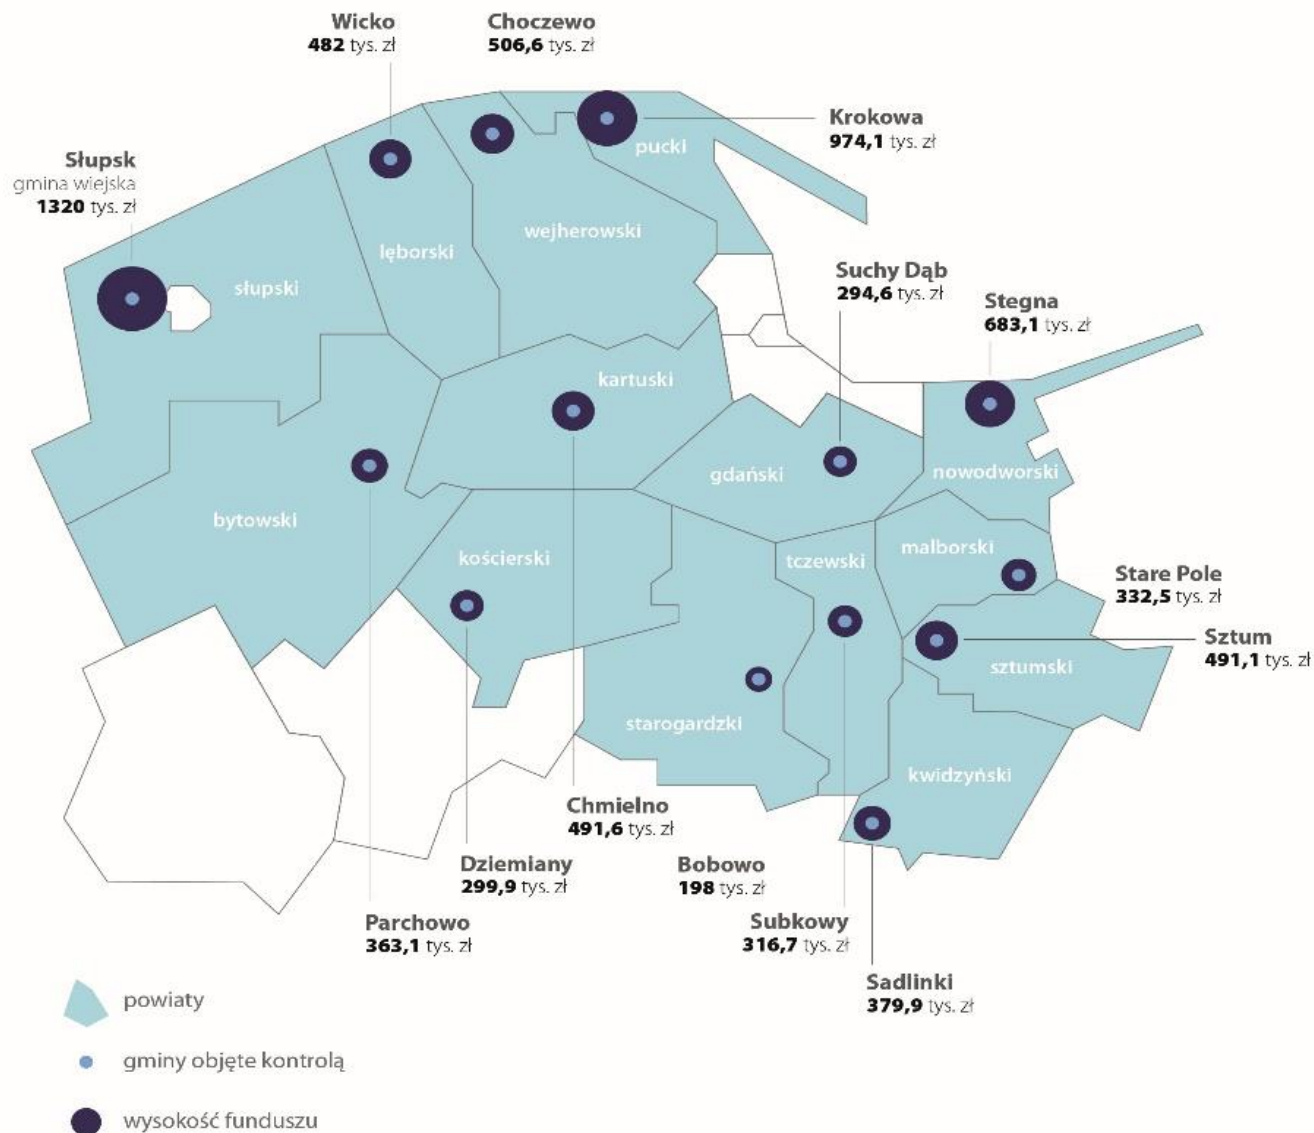 Wicko
482 tys. zł
Choczewo
506,6 tys. zł
Krokowa
974,1 tys. zł
Słupsk
gmina wiejska
1320 tys. zł
pucki
wejherowski
lęborski
słupski
Suchy Dąb
294,6 tys. zł
Stegna
683,1 tys. zł
kartuski
gdański
nowodworski
bytowski
kościerski
tczewski
malborski
Stare Pole
332,5 tys. zł
Sztum
491,1 tys. zł
sztumski
starogardzki
kwidzyński
Chmielno
491,6 tys. zł
Dziemiany
299,9 tys. zł
Bobowo
198 tys. zł
Parchowo
363,1 tys. zł
Subkowy
316,7 tys. zł
Sadlinki
379,9 tys. zł
powiaty
gminy objęte kontrolą
wysokość funduszu